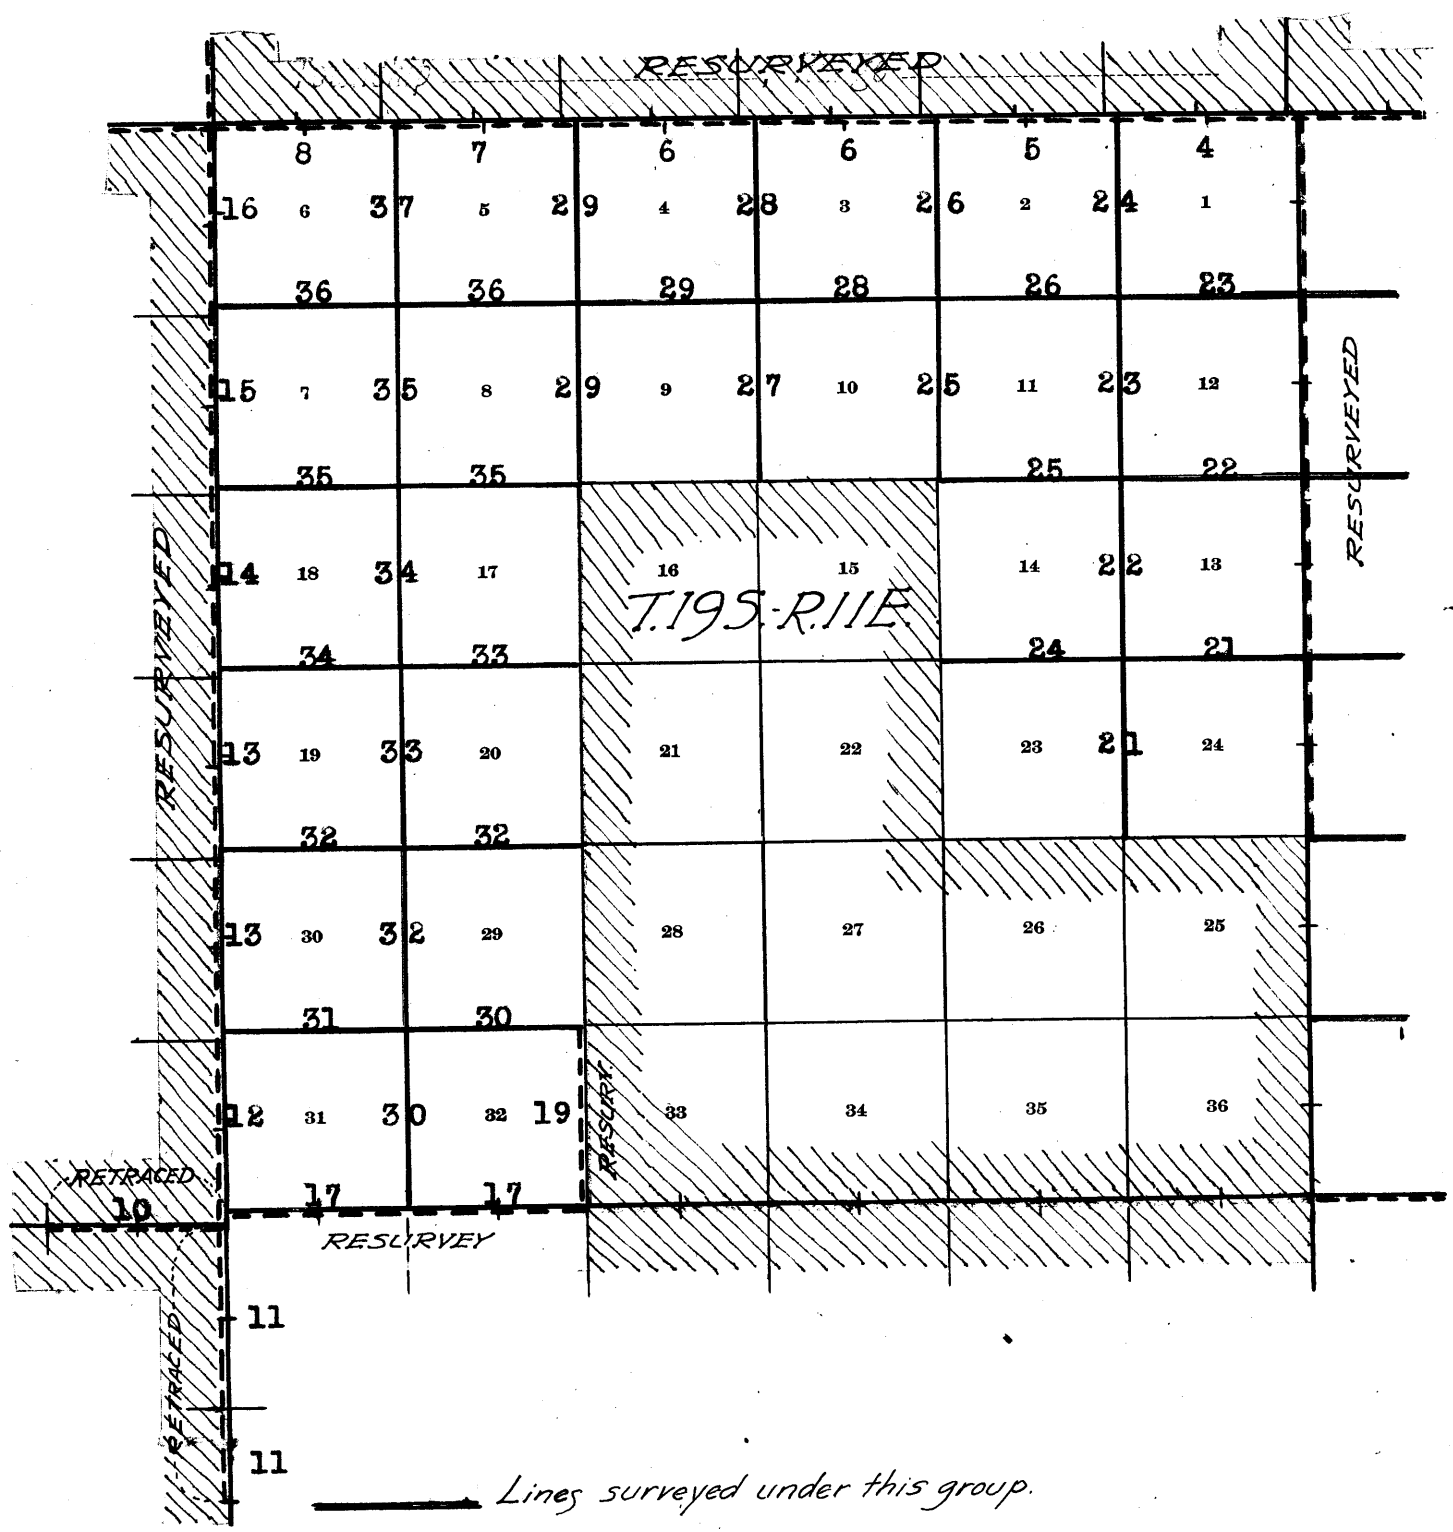 RESURVEYED
8 7 6 6 5 4
16 6 37 5 29 4 28 3 26 2 24 1
36 36 29 28 26 23
15 7 35 8 29 9 27 10 25 11 23 12
RESURVEYED
35 35 25 22
14 18 34 17 16 15 14 22 13
T.19S.-R.11E.
RESURVEYED
34 33 24 21
13 19 33 20 21 22 23 21 24
32 32
13 30 32 29 28 27 26 25
31 30
12 31 30 32 19 33 34 35 36
RESURV.
RETRACED
10 17 17
RESURVEY
11
RETRACED
11
Lines surveyed under this group.